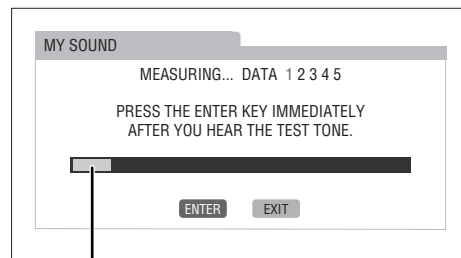 MY SOUND
MEASURING... DATA 1 2 3 4 5
PRESS THE ENTER KEY IMMEDIATELY
AFTER YOU HEAR THE TEST TONE.
ENTER EXIT